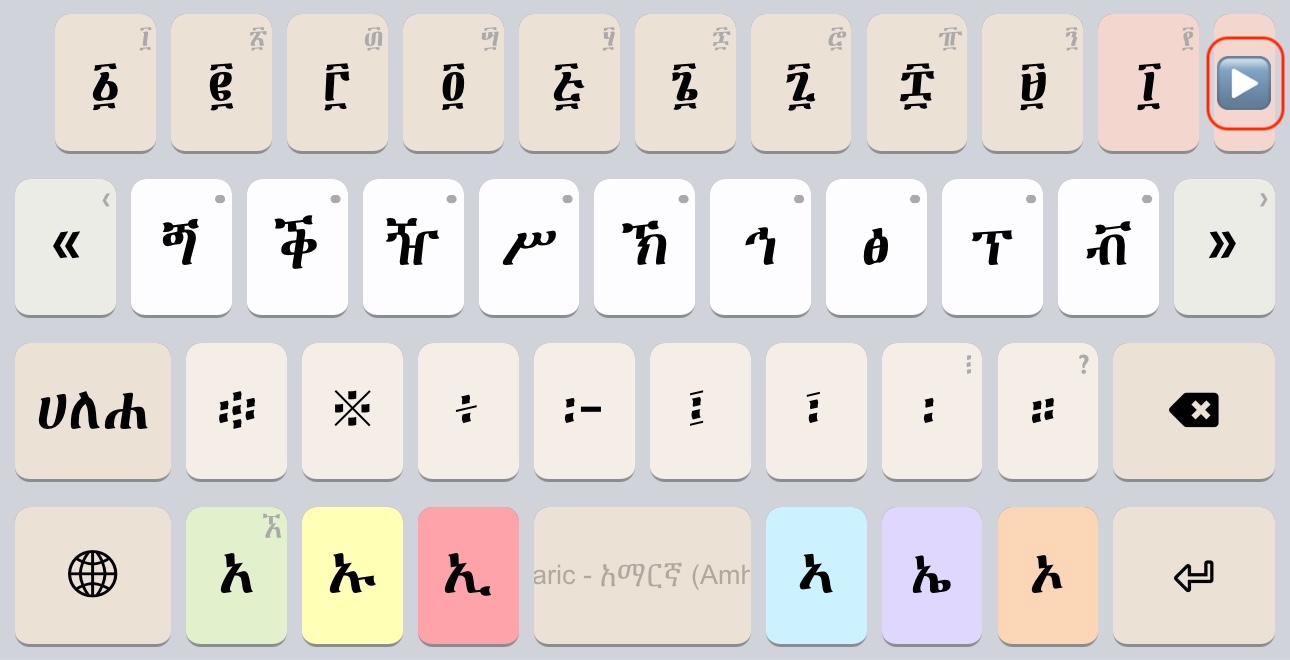 ፲ ፳ ፴ ፵ ፶ ፷ ፸ ፹ ፺ ፻
፩ ፪ ፫ ፬ ፭ ፮ ፯ ፰ ፱ ፲
‹ ›
« ቕ ዥ ሥ ኽ ኅ ፅ ፕ ቭ »
፧ ?
ሀለሐ ፨ ※ ፥ ፦ ፤ ፣ ፡ ።
ኧ
አ ኡ ኢ aric - አማርኛ (Amh ኣ ኤ ኦ